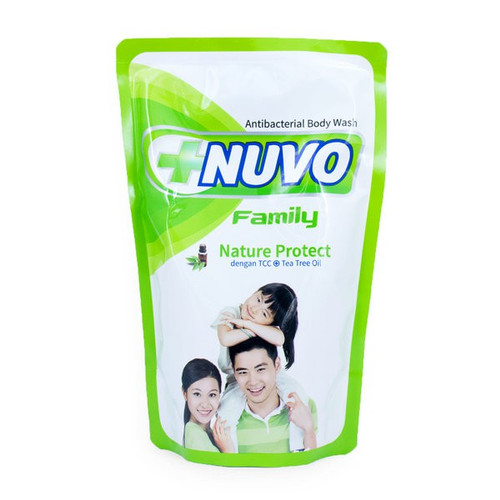 Antibacterial Body Wash
NUVO
Family
Nature Protect
dengan TCC + Tea Tree Oil